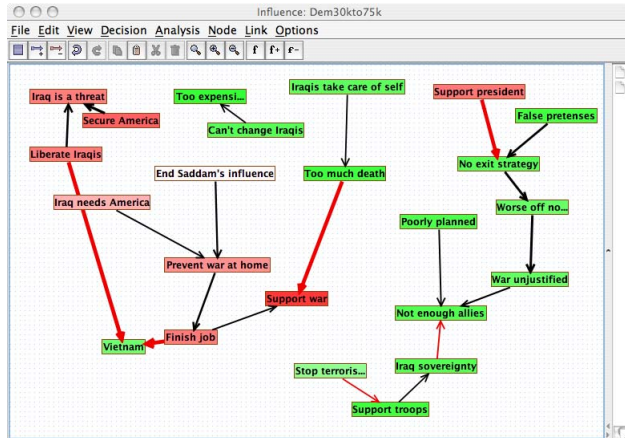 Influence: Dem30kto75k
File Edit View Decision Analysis Node Link Options
f f+ f-
Iraq is a threat
Too expensi...
Iraqis take care of self
Support president
Secure America
Can't change Iraqis
False pretenses
Liberate Iraqis
End Saddam's influence
Too much death
No exit strategy
Iraq needs America
Poorly planned
Worse off no...
Prevent war at home
War unjustified
Support war
Not enough allies
Vietnam
Finish job
Stop terroris...
Iraq sovereignty
Support troops